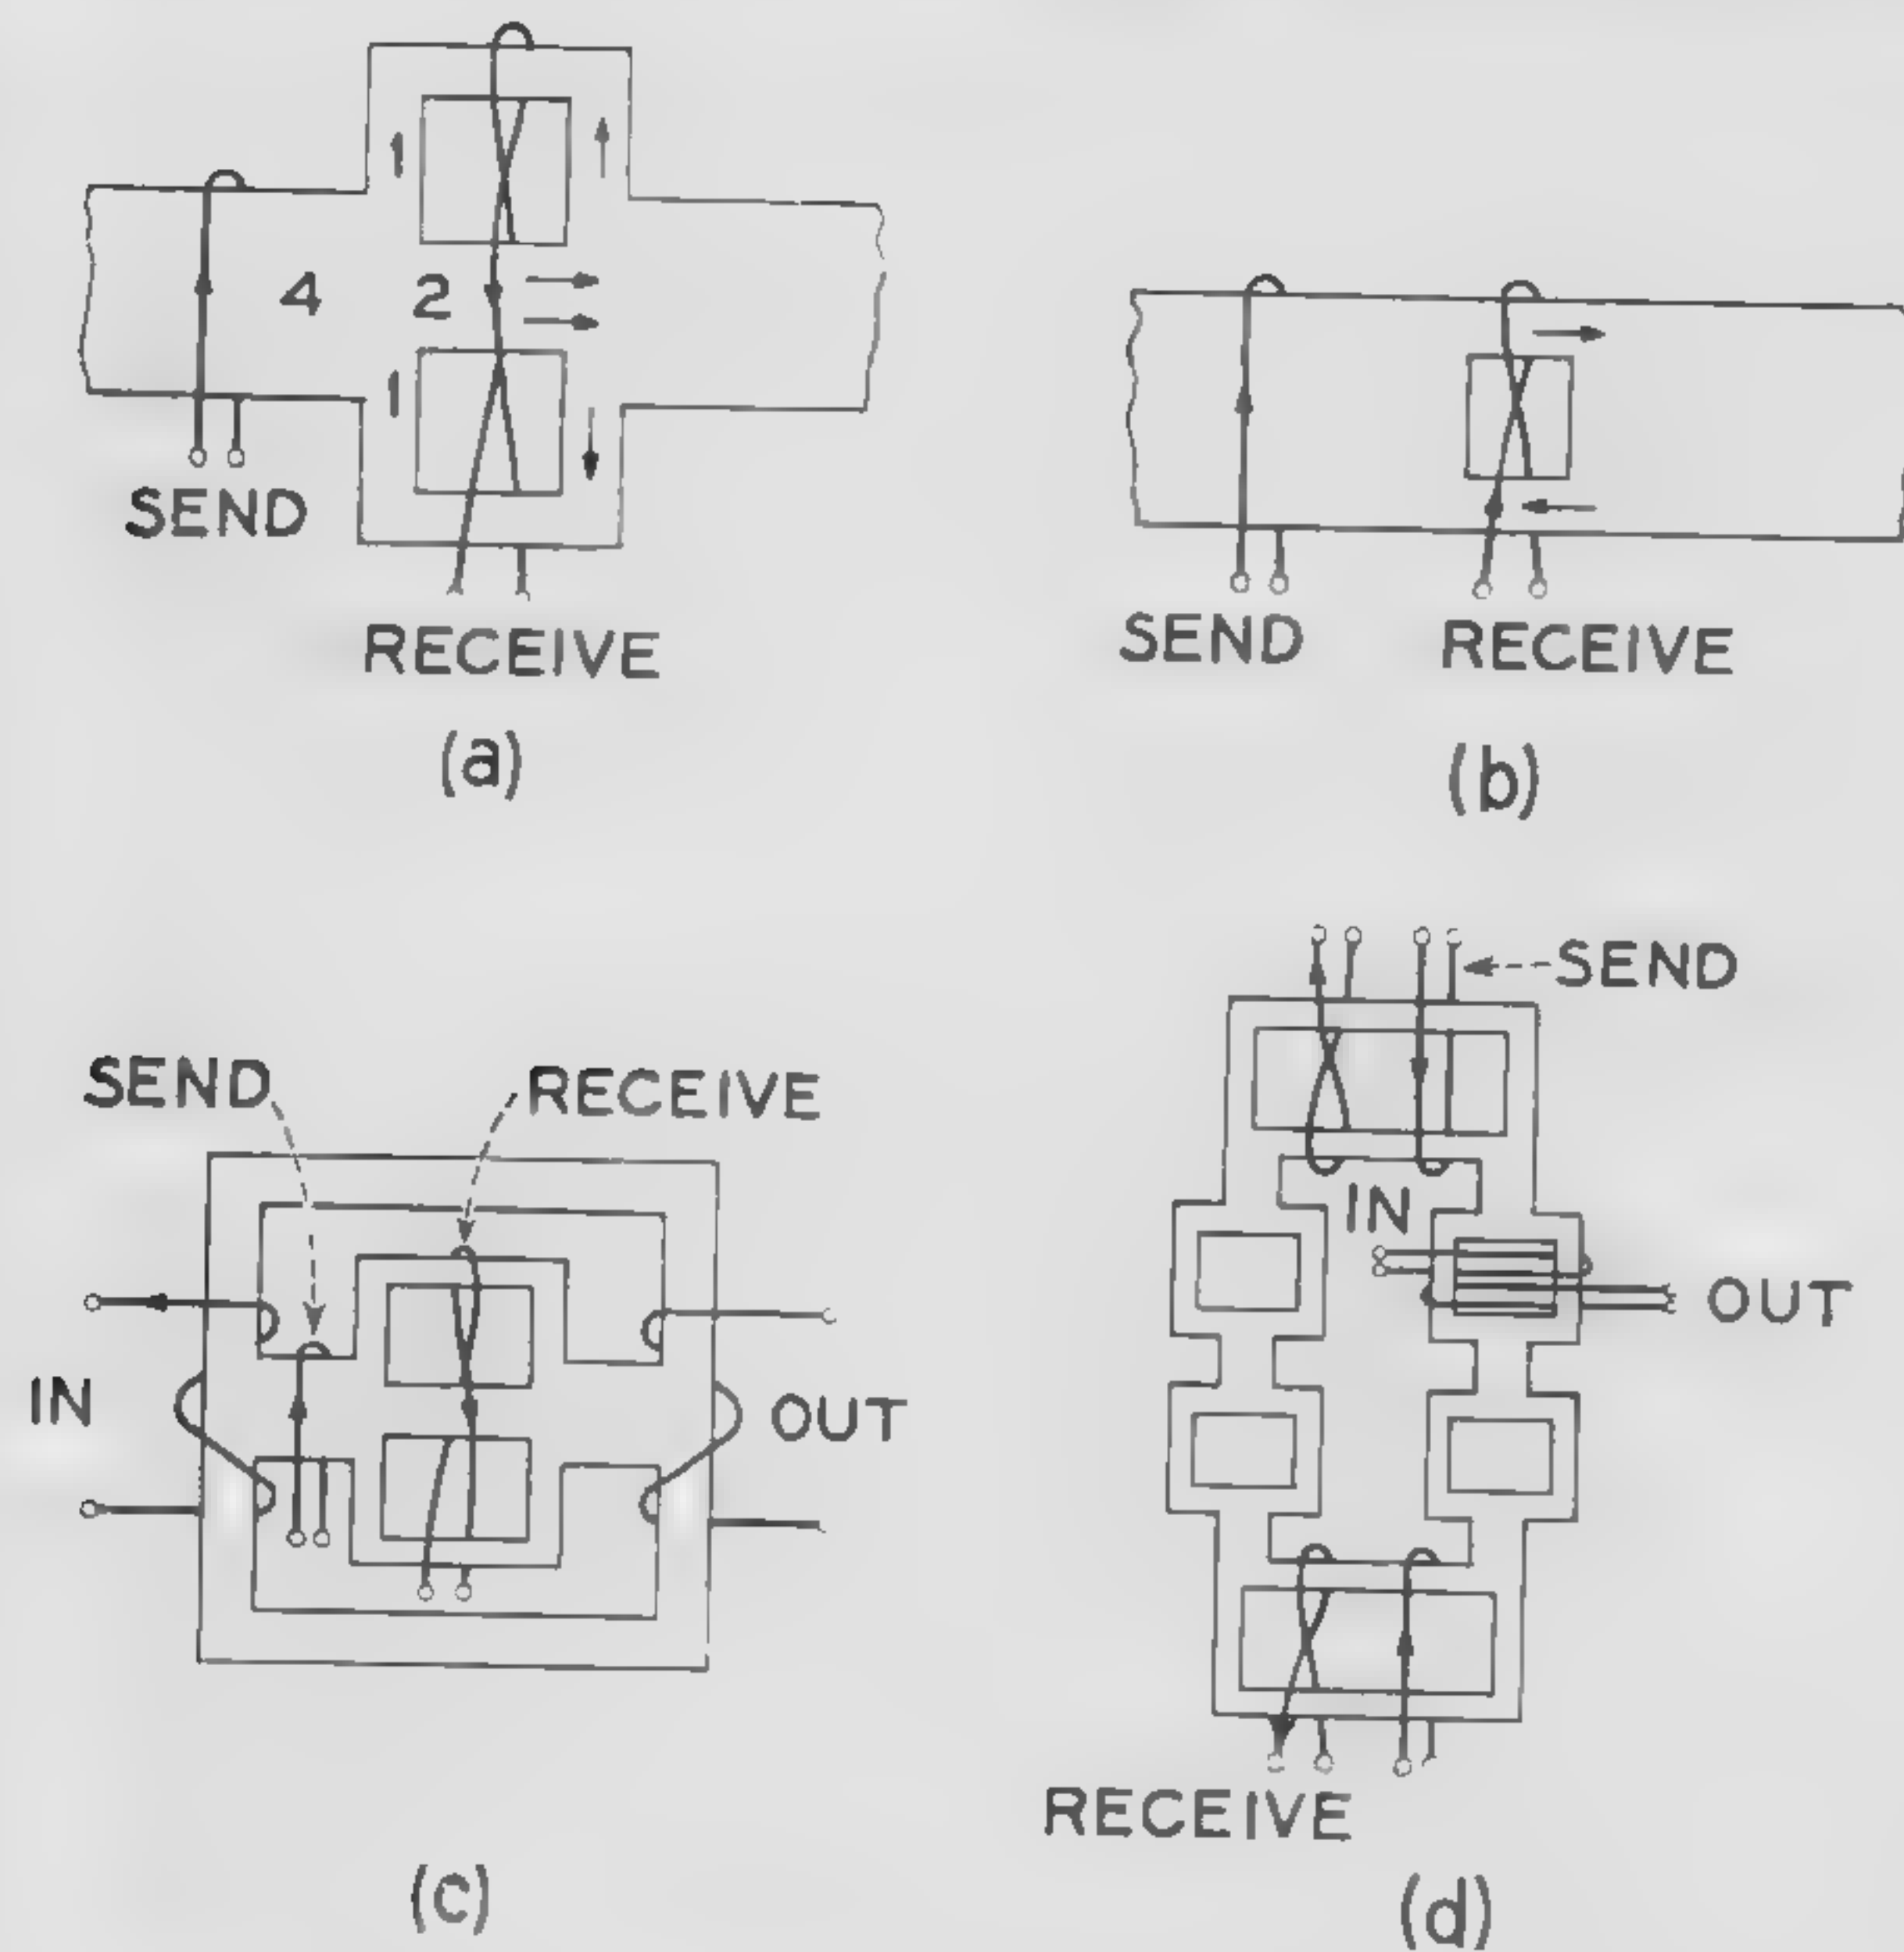 1
4 2
1
SEND
RECEIVE
(a)
SEND RECEIVE
(b)
SEND RECEIVE
IN OUT
(c)
SEND
IN
OUT
RECEIVE
(d)